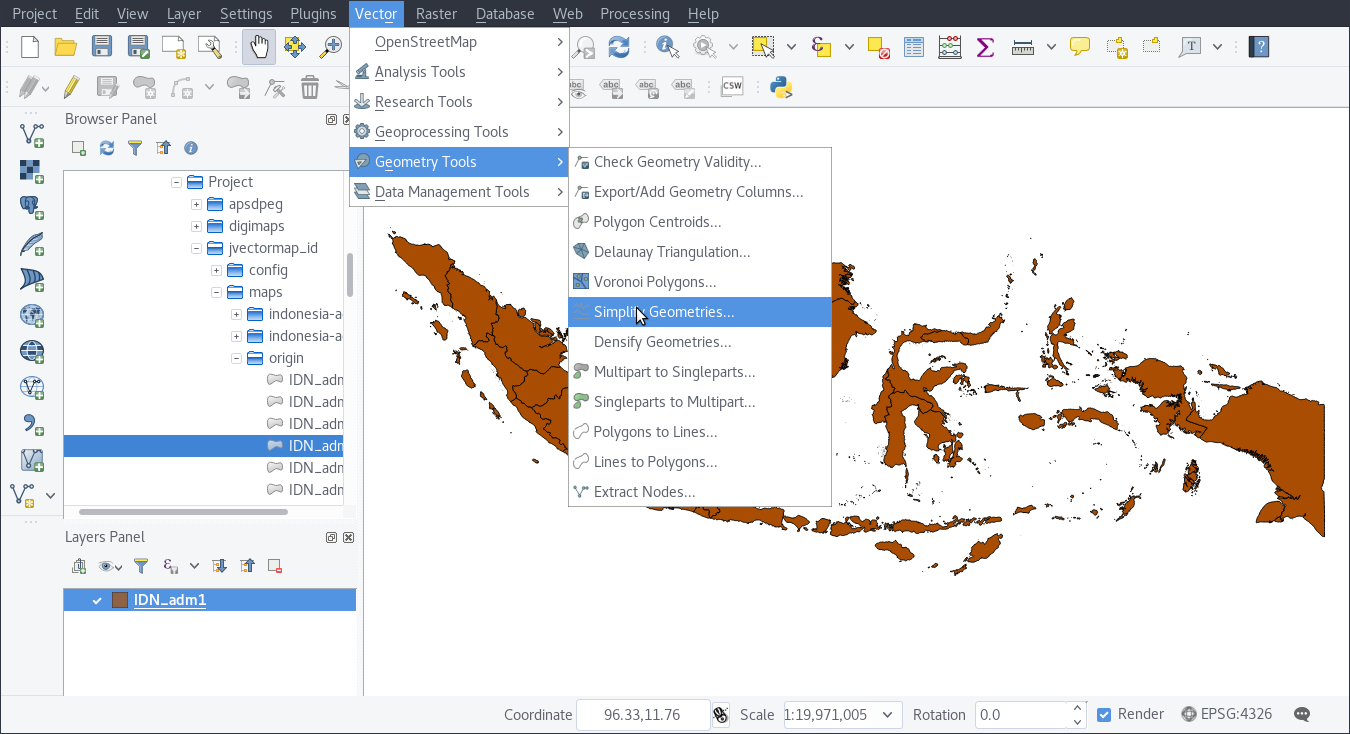 Project Edit View Layer Settings Plugins Vector Raster Database Web Processing Help
OpenStreetMap
Analysis Tools
Research Tools
Geoprocessing Tools
Geometry Tools
Data Management Tools
Check Geometry Validity...
Export/Add Geometry Columns...
Polygon Centroids...
Delaunay Triangulation...
Voronoi Polygons...
Simplify Geometries...
Densify Geometries...
Multipart to Singleparts...
Singleparts to Multipart...
Polygons to Lines...
Lines to Polygons...
Extract Nodes...
T
?
abc abc abc abc CSW
Browser Panel
Project
apsdpeg
digimaps
jvectormap_id
config
maps
indonesia-a
indonesia-a
origin
IDN_adm
IDN_adm
IDN_adm
IDN_adm
IDN_adm
IDN_adm
Layers Panel
IDN_adm1
Coordinate 96.33,11.76 Scale 1:19,971,005 Rotation 0.0 Render EPSG:4326